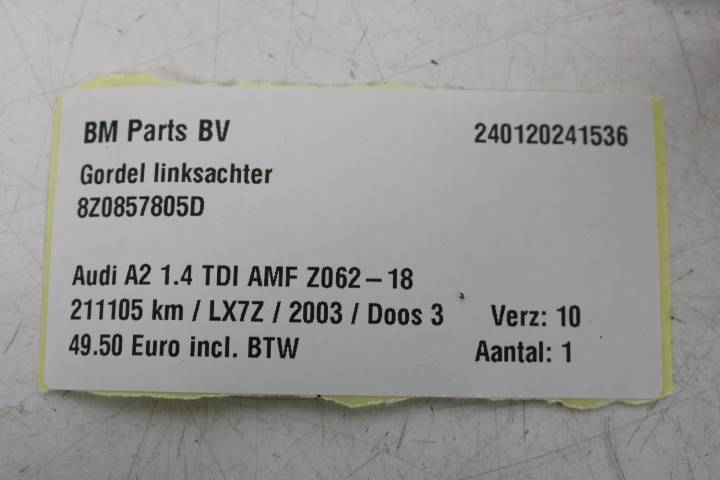 BM Parts BV 240120241536
Gordel linksachter
8Z0857805D
Audi A2 1.4 TDI AMF Z062-18
211105 km / LX7Z / 2003 / Doos 3 Verz: 10
49.50 Euro incl. BTW Aantal: 1